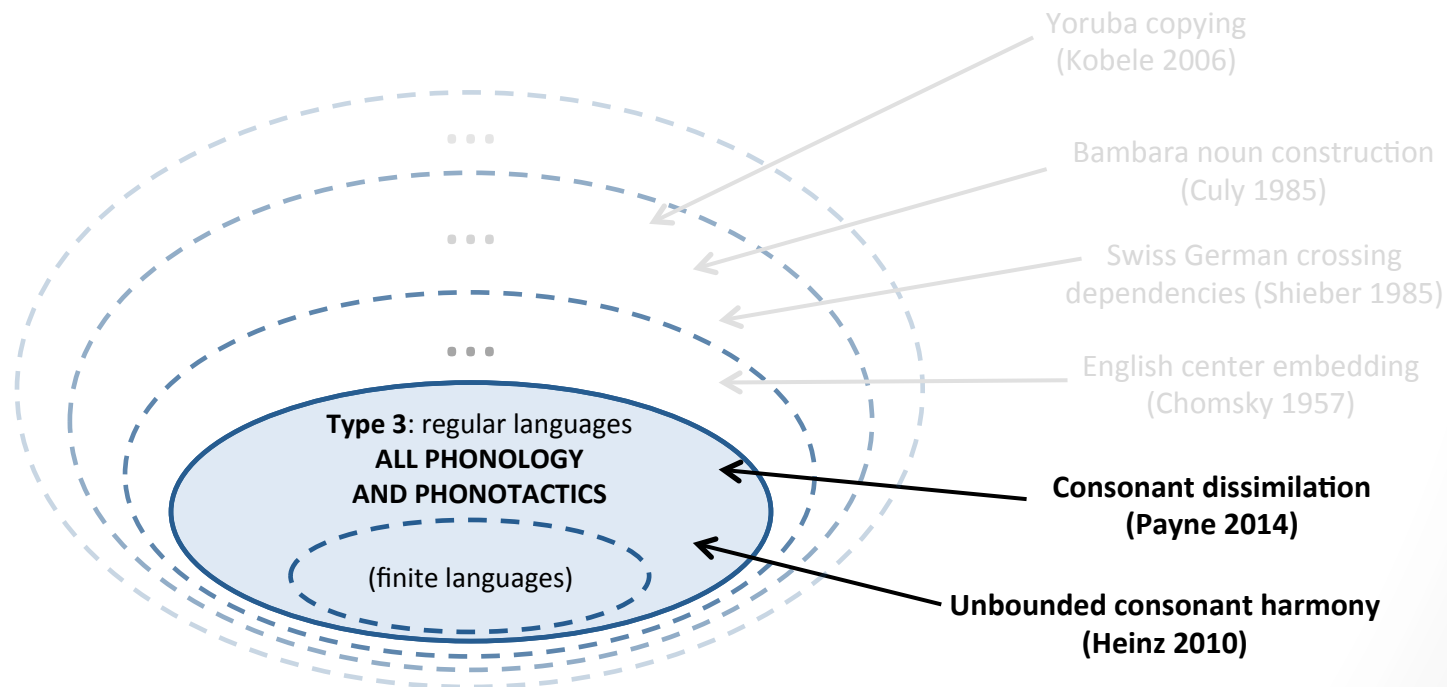 Yoruba copying
(Kobele 2006)
...
Bambara noun construction
(Culy 1985)
...
Swiss German crossing
dependencies (Shieber 1985)
...
English center embedding
(Chomsky 1957)
Type 3: regular languages
ALL PHONOLOGY
AND PHONOTACTICS
Consonant dissimilation
(Payne 2014)
(finite languages)
Unbounded consonant harmony
(Heinz 2010)